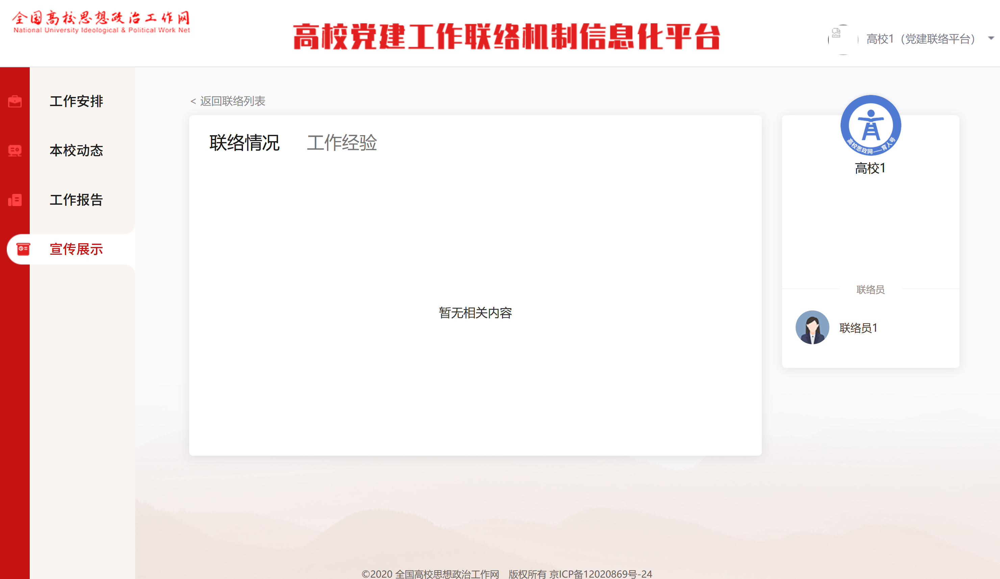 全国高校思想政治工作网
National University Ideological & Political Work Net
高校党建工作联络机制信息化平台
高校1（党建联络平台）
工作安排
本校动态
工作报告
宣传展示
< 返回联络列表
联络情况
工作经验
暂无相关内容
高校思政网——育人号
高校1
联络员
联络员1
©2020 全国高校思想政治工作网 版权所有 京ICP备12020869号-24